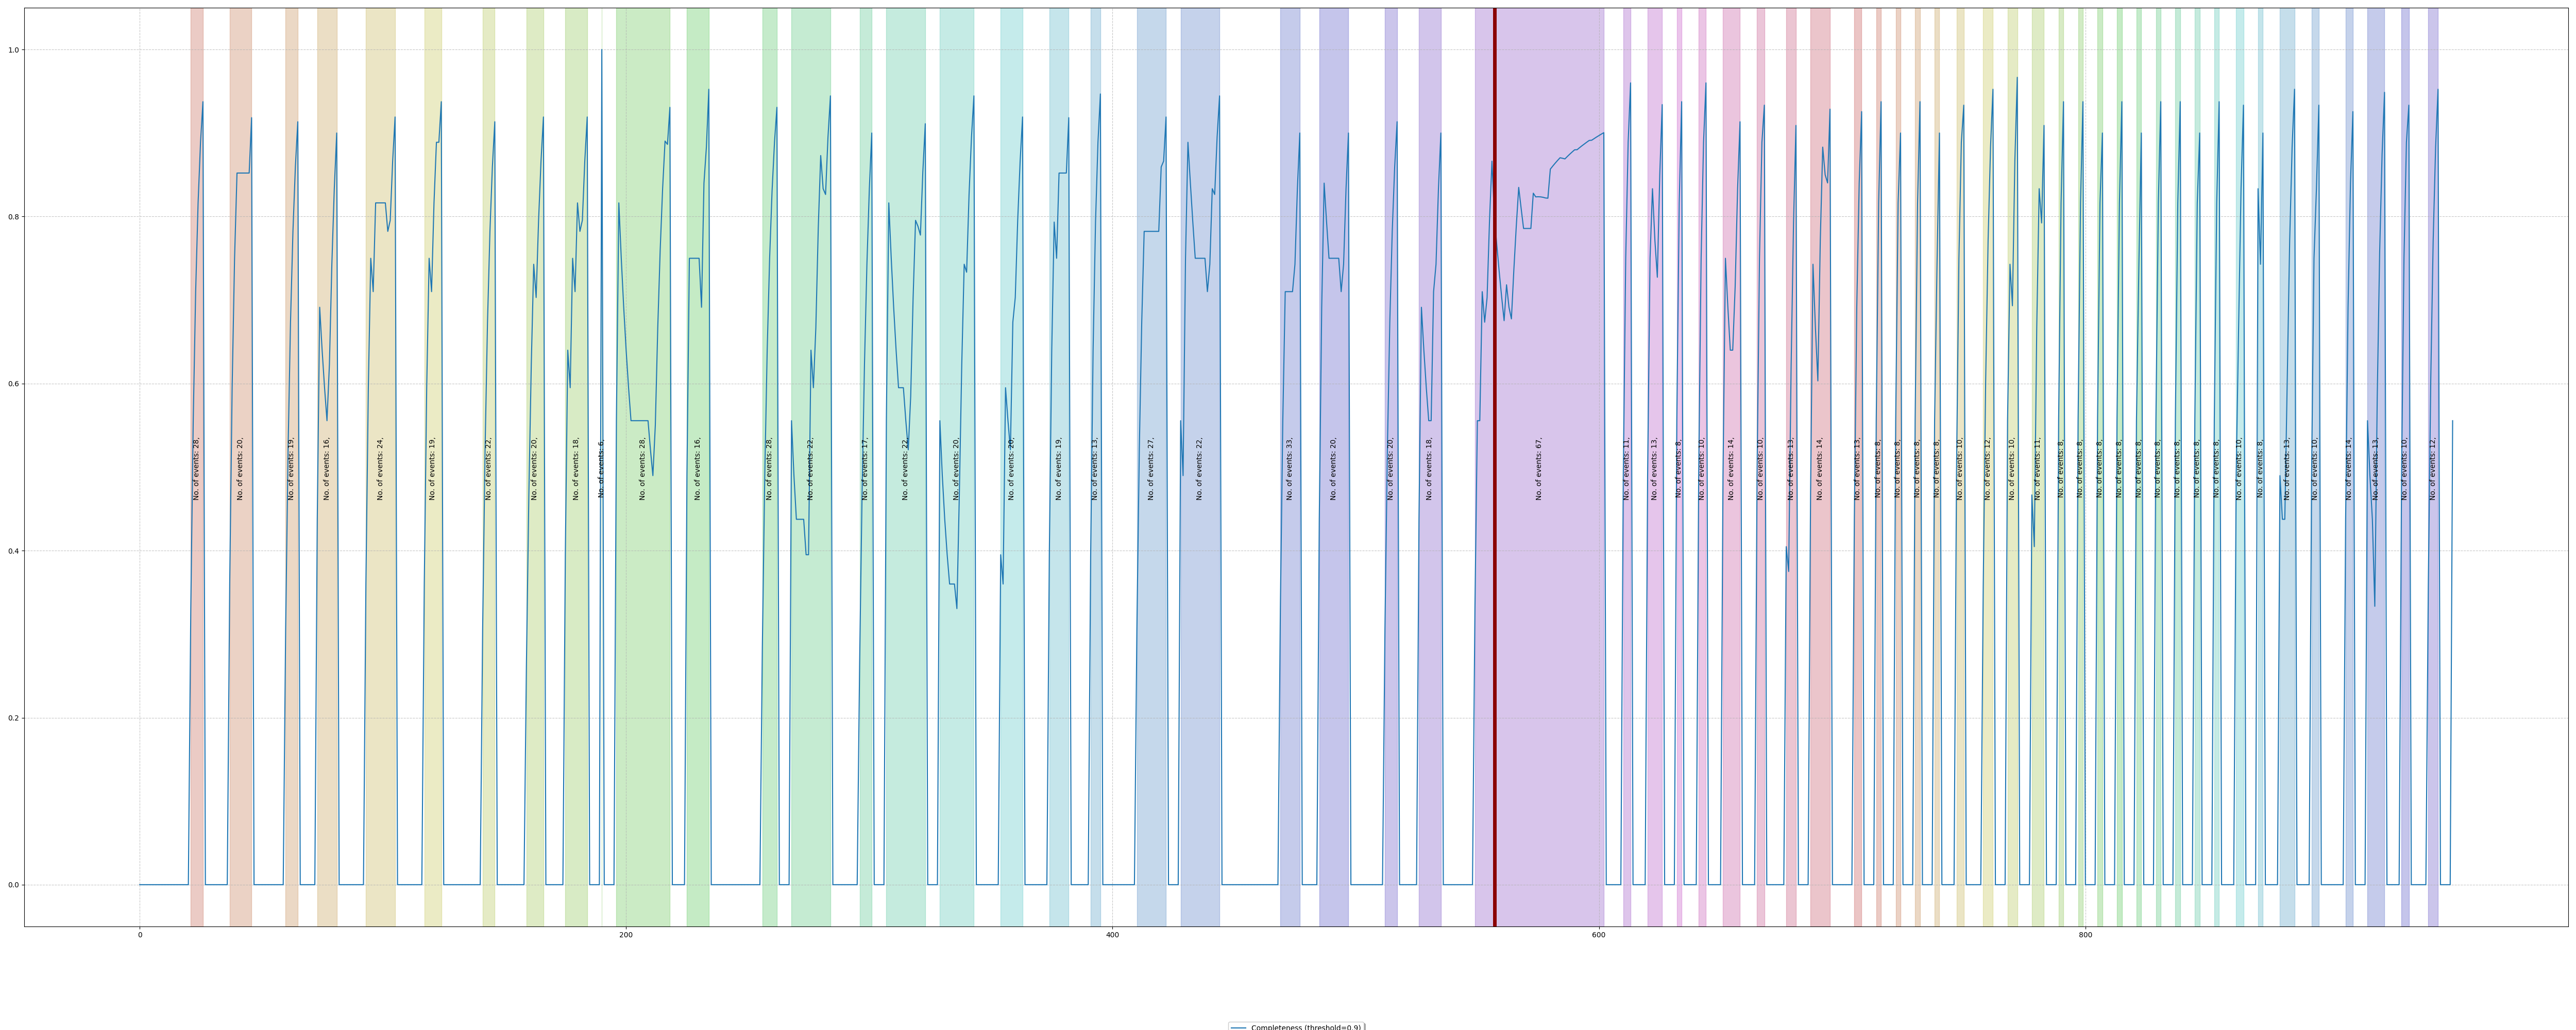 1.0
0.8
0.6
0.4
0.2
0.0
No. of events: 28,
No. of events: 20,
No. of events: 19,
No. of events: 16,
No. of events: 24,
No. of events: 19,
No. of events: 22,
No. of events: 20,
No. of events: 18,
No. of events: 6,
No. of events: 28,
No. of events: 16,
No. of events: 28,
No. of events: 22,
No. of events: 17,
No. of events: 22,
No. of events: 20,
No. of events: 20,
No. of events: 19,
No. of events: 13,
No. of events: 27,
No. of events: 22,
No. of events: 33,
No. of events: 20,
No. of events: 20,
No. of events: 18,
No. of events: 67,
No. of events: 11,
No. of events: 13,
No. of events: 8,
No. of events: 10,
No. of events: 14,
No. of events: 10,
No. of events: 13,
No. of events: 14,
No. of events: 13,
No. of events: 8,
No. of events: 8,
No. of events: 8,
No. of events: 8,
No. of events: 10,
No. of events: 12,
No. of events: 10,
No. of events: 11,
No. of events: 8,
No. of events: 8,
No. of events: 8,
No. of events: 8,
No. of events: 8,
No. of events: 8,
No. of events: 8,
No. of events: 8,
No. of events: 8,
No. of events: 10,
No. of events: 8,
No. of events: 13,
No. of events: 10,
No. of events: 14,
No. of events: 13,
No. of events: 10,
No. of events: 12,
0
200
400
600
800
Completeness (threshold=0.9)